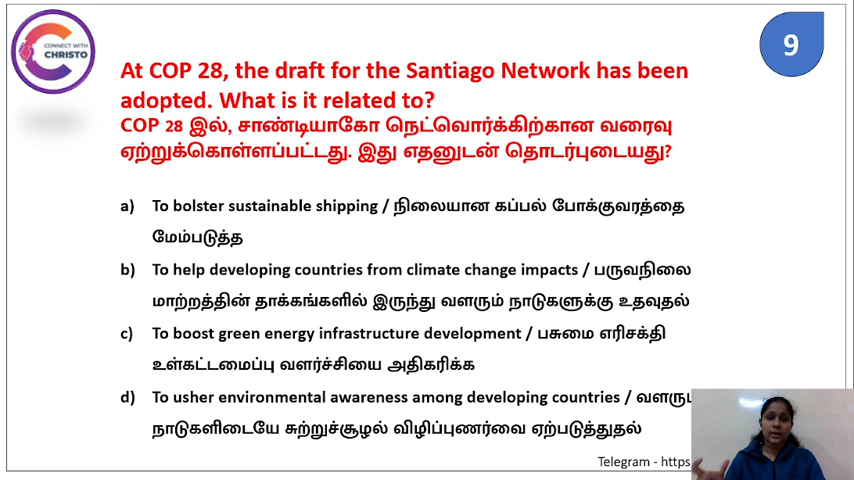 CONNECT WITH
CHRISTO
9
At COP 28, the draft for the Santiago Network has been
adopted. What is it related to?
COP 28 இல், சாண்டியாகோ நெட்வொர்க்கிற்கான வரைவு
ஏற்றுக்கொள்ளப்பட்டது. இது எதனுடன் தொடர்புடையது?
a) To bolster sustainable shipping / நிலையான கப்பல் போக்குவரத்தை
மேம்படுத்த
b) To help developing countries from climate change impacts / பருவநிலை
மாற்றத்தின் தாக்கங்களில் இருந்து வளரும் நாடுகளுக்கு உதவுதல்
c) To boost green energy infrastructure development / பசுமை எரிசக்தி
உள்கட்டமைப்பு வளர்ச்சியை அதிகரிக்க
d) To usher environmental awareness among developing countries /
நாடுகளிடையே சுற்றுச்சூழல் விழிப்புணர்வை ஏற்படுத்துதல்
Telegram - https